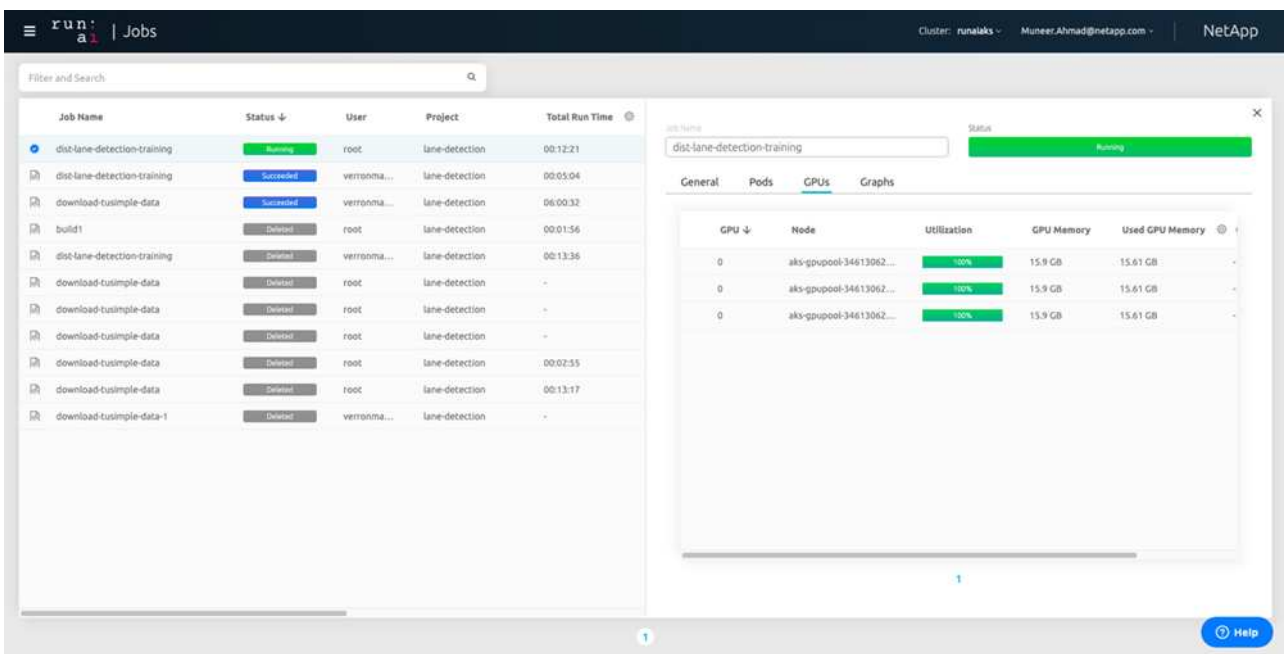 run: ai | Jobs
Cluster: runaiaks
Muneer.Ahmad@netapp.com
NetApp
Filter and Search
Job Name Status User Project Total Run Time
dist-lane-detection-training Running root lane-detection 00:12:21
dist-lane-detection-training Succeeded verronma... lane-detection 00:05:04
download-tusimple-data Succeeded verronma... lane-detection 06:00:32
build1 Deleted root lane-detection 00:01:56
dist-lane-detection-training Deleted verronma... lane-detection 00:13:36
download-tusimple-data Deleted root lane-detection -
download-tusimple-data Deleted root lane-detection -
download-tusimple-data Deleted root lane-detection -
download-tusimple-data Deleted root lane-detection 00:02:55
download-tusimple-data Deleted root lane-detection 00:13:17
download-tusimple-data-1 Deleted verronma... lane-detection -
Job Name Status
dist-lane-detection-training Running
General Pods GPUs Graphs
GPU Node Utilization GPU Memory Used GPU Memory
0 aks-gpupool-34613062... 100% 15.9 GB 15.61 GB -
0 aks-gpupool-34613062... 100% 15.9 GB 15.61 GB -
0 aks-gpupool-34613062... 100% 15.9 GB 15.61 GB -
1
1
Help